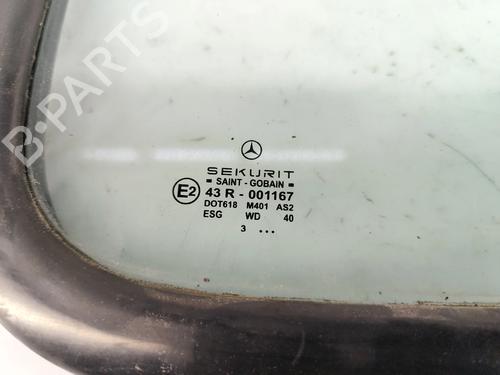 SEKURIT
SAINT - GOBAIN
E2 43 R - 001167
DOT618 M401 AS2
ESG WD 40
3 ...
B-PARTS